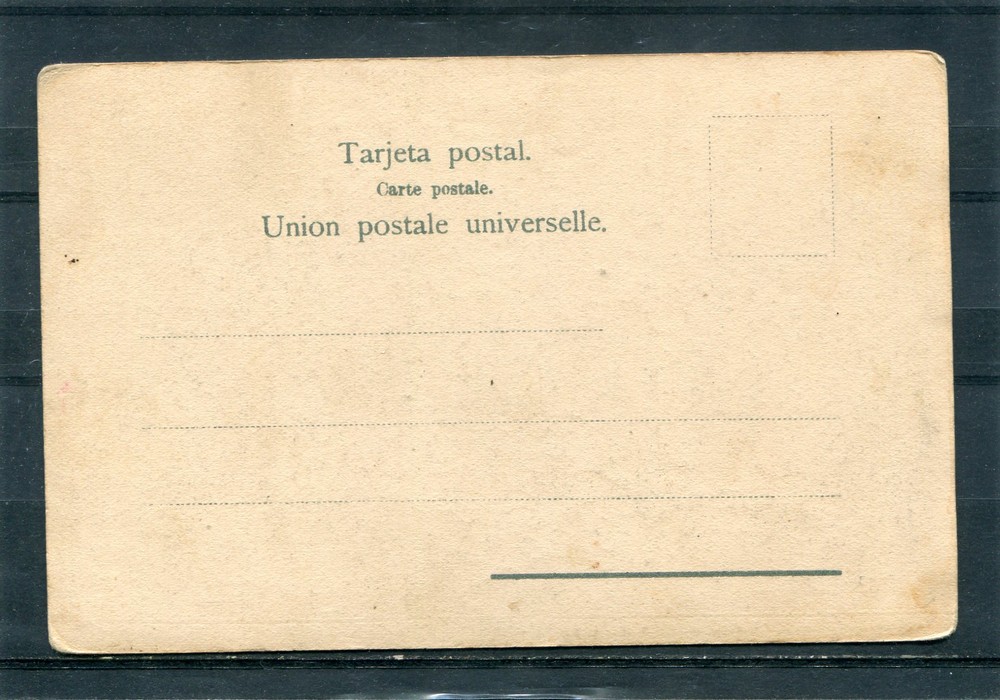 Tarjeta postal.
Carte postale.
Union postale universelle.